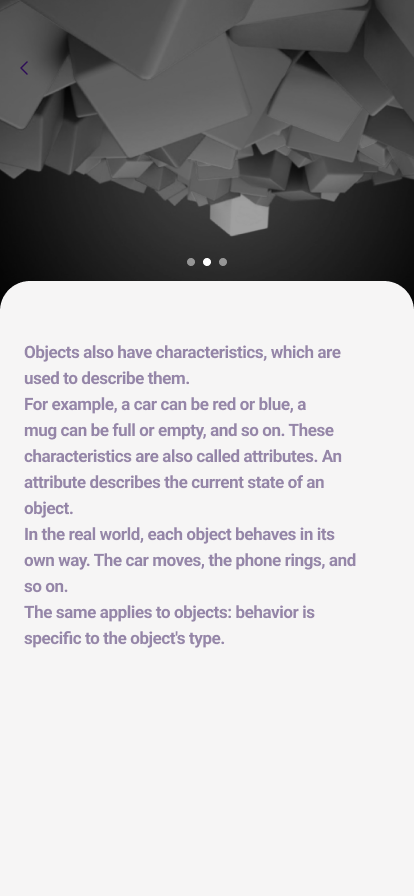 Objects also have characteristics, which are
used to describe them.
For example, a car can be red or blue, a
mug can be full or empty, and so on. These
characteristics are also called attributes. An
attribute describes the current state of an
object.
In the real world, each object behaves in its
own way. The car moves, the phone rings, and
so on.
The same applies to objects: behavior is
specific to the object's type.